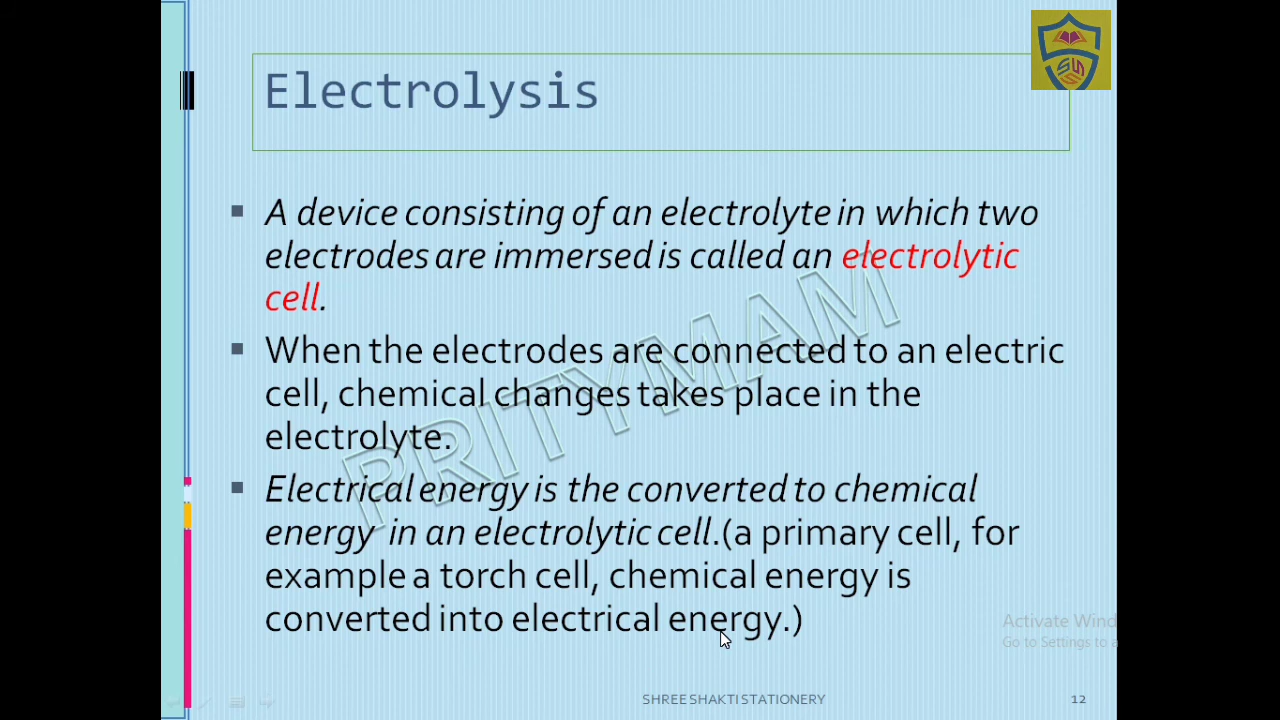 Electrolysis
A device consisting of an electrolyte in which two
electrodes are immersed is called an electrolytic
cell.
When the electrodes are connected to an electric
cell, chemical changes takes place in the
electrolyte.
Electrical energy is the converted to chemical
energy in an electrolytic cell.(a primary cell, for
example a torch cell, chemical energy is
converted into electrical energy.)
PRITYMAM
Activate Wind
Go to Settings to a
SHREE SHAKTI STATIONERY
12